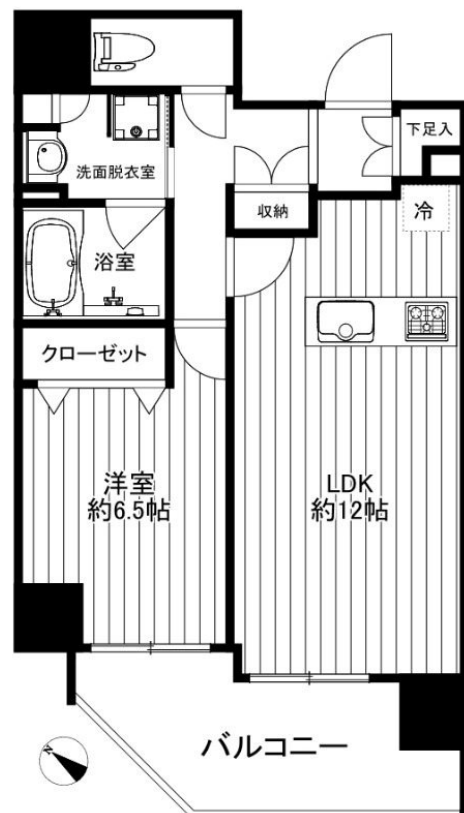 下足入
洗面脱衣室
収納
冷
浴室
クローゼット
洋室
約6.5帖
LDK
約12帖
バルコニー
N